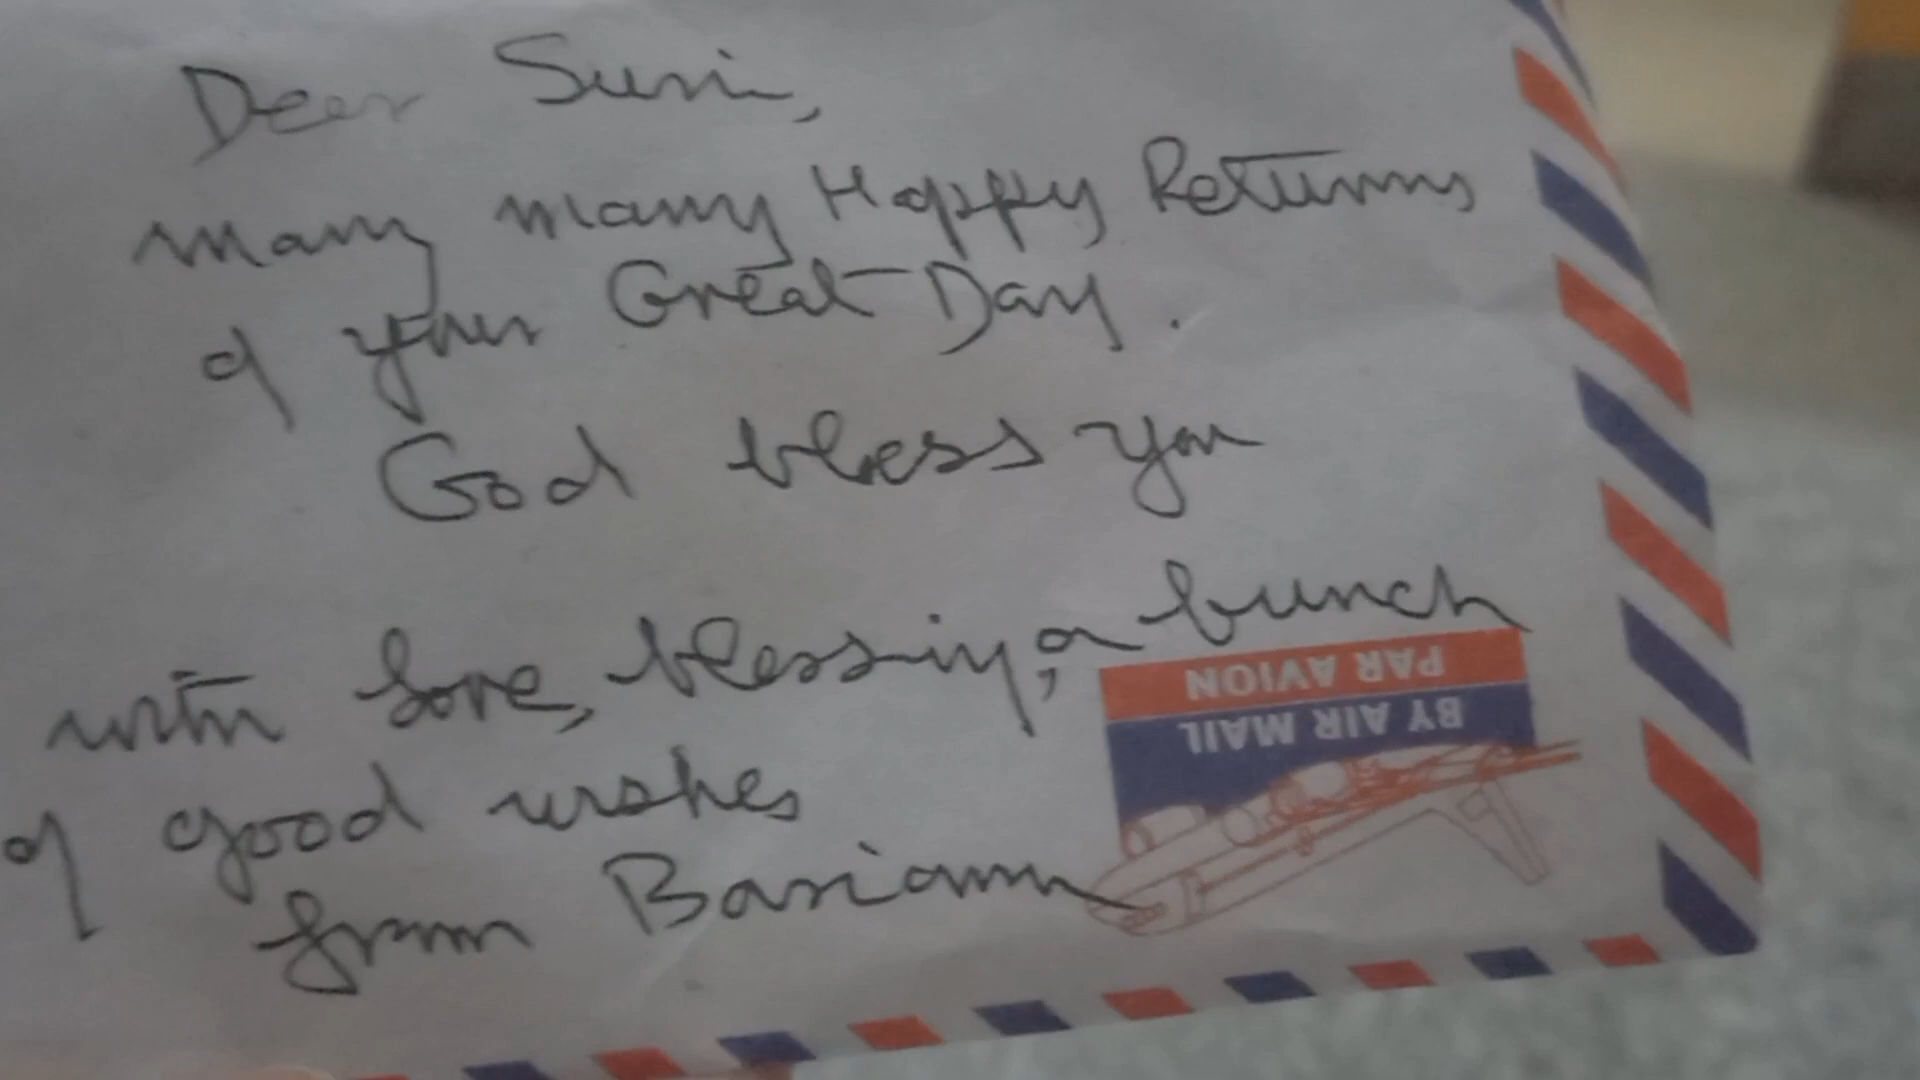 Dear Suni,
many many Happy Returns
of your Great Day.
God bless you
with love, blessing, a bunch
of good wishes
from Bariamm
PAR AVION
BY AIR MAIL